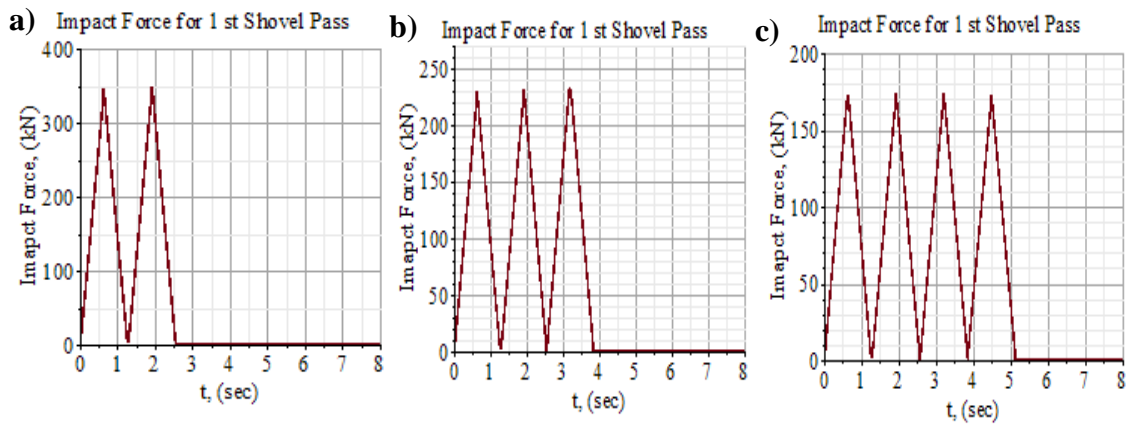 a)
Impact Force for 1 st Shovel Pass
400
300
200
100
0
Imapct Force, (kN)
0 1 2 3 4 5 6 7 8
t, (sec)
b)
Impact Force for 1 st Shovel Pass
250
200
150
100
50
0
Imapct Force, (kN)
0 1 2 3 4 5 6 7 8
t, (sec)
c)
Impact Force for 1 st Shovel Pass
200
150
100
50
0
Imapct Force, (kN)
0 1 2 3 4 5 6 7 8
t, (sec)